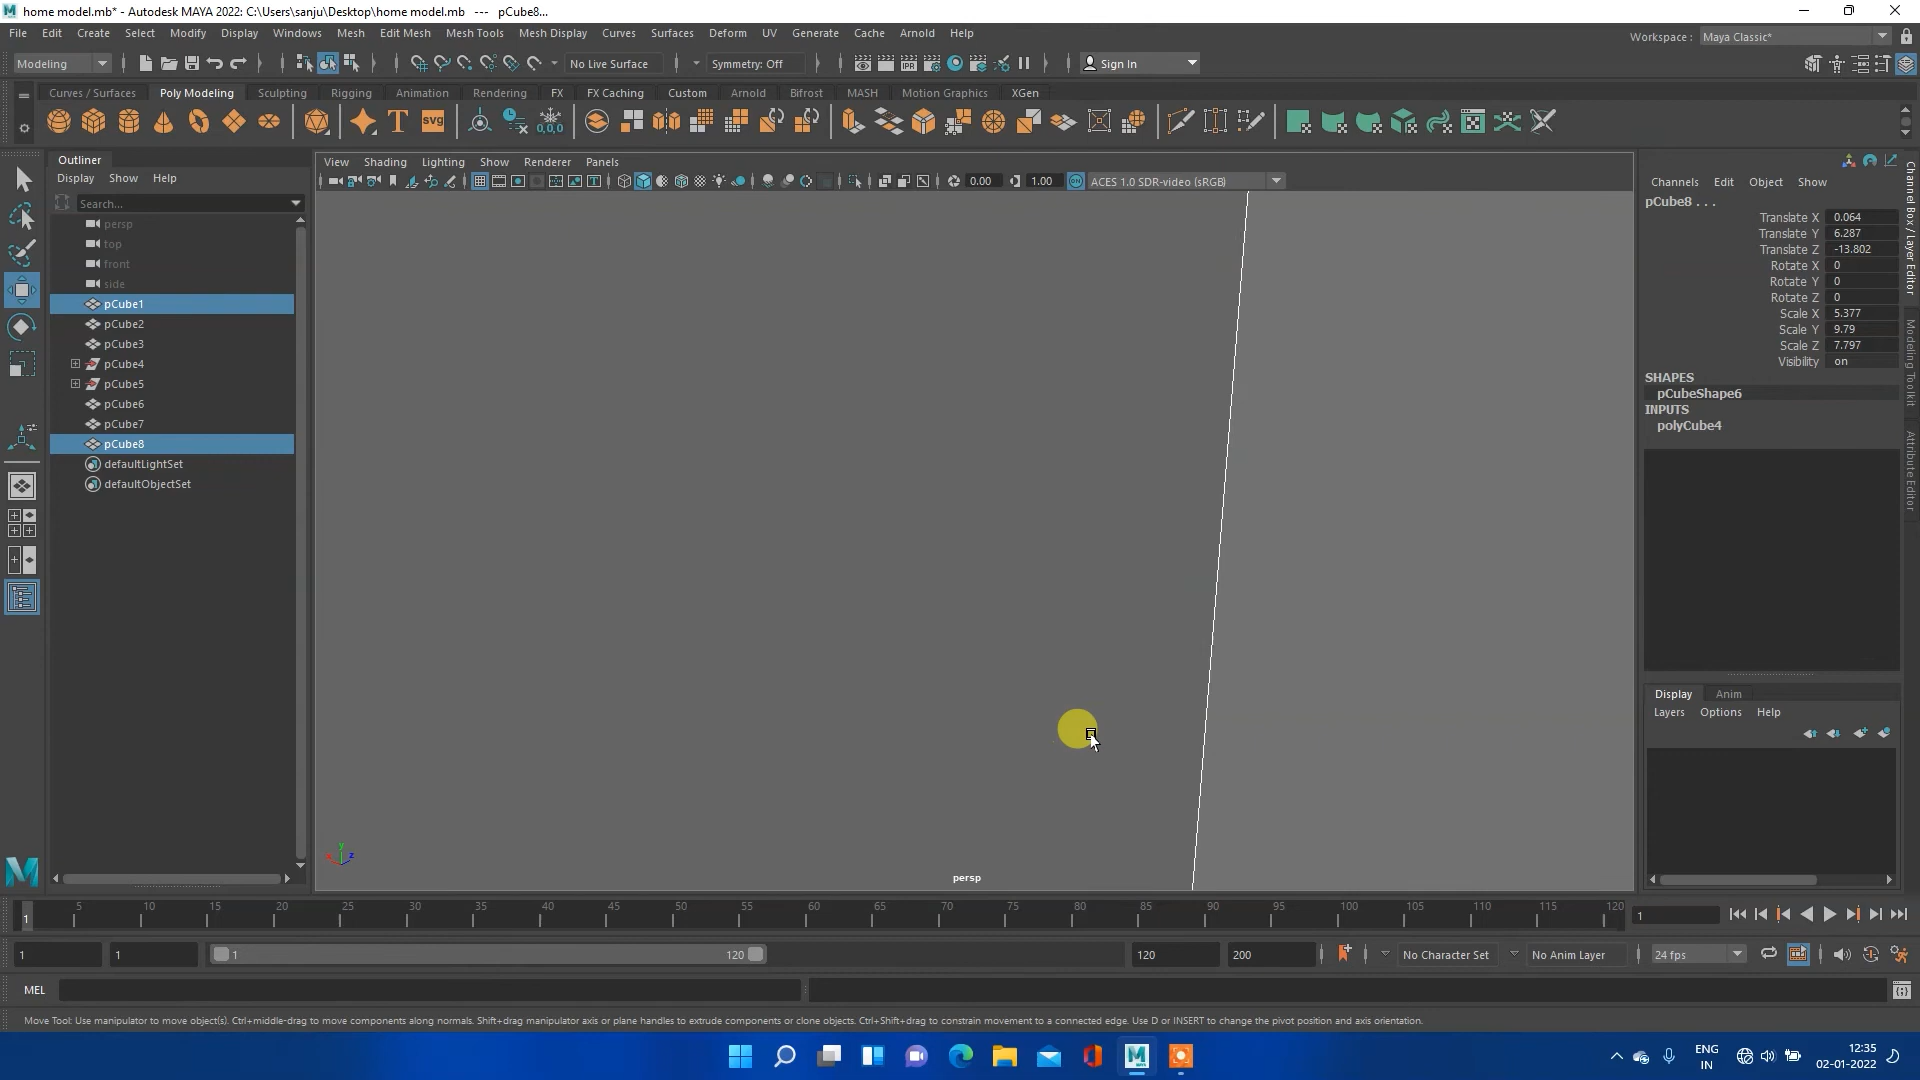 home model.mb* - Autodesk MAYA 2022: C:\Users\sanju\Desktop\home model.mb --- pCube8...
File Edit Create Select Modify Display Windows Mesh Edit Mesh Mesh Tools Mesh Display Curves Surfaces Deform UV Generate Cache Arnold Help
Workspace : Maya Classic*
Modeling No Live Surface Symmetry: Off Sign In
Curves / Surfaces Poly Modeling Sculpting Rigging Animation Rendering FX FX Caching Custom Arnold Bifrost MASH Motion Graphics XGen
T SVG 0,0,0
Outliner
Display Show Help
Search...
persp
top
front
side
pCube1
pCube2
pCube3
pCube4
pCube5
pCube6
pCube7
pCube8
defaultLightSet
defaultObjectSet
View Shading Lighting Show Renderer Panels
0.00 1.00 ACES 1.0 SDR-video (sRGB)
y
x z
persp
Channels Edit Object Show
pCube8 . . .
Translate X 0.064
Translate Y 6.287
Translate Z -13.802
Rotate X 0
Rotate Y 0
Rotate Z 0
Scale X 5.377
Scale Y 9.79
Scale Z 7.797
Visibility on
SHAPES
pCubeShape6
INPUTS
polyCube4
Channel Box / Layer Editor
Modeling Toolkit
Attribute Editor
Display Anim
Layers Options Help
1 5 10 15 20 25 30 35 40 45 50 55 60 65 70 75 80 85 90 95 100 105 110 115 120 1
1 1 1 120 120 200 No Character Set No Anim Layer 24 fps
MEL
Move Tool: Use manipulator to move object(s). Ctrl+middle-drag to move components along normals. Shift+drag manipulator axis or plane handles to extrude components or clone objects. Ctrl+Shift+drag to constrain movement to a connected edge. Use D or INSERT to change the pivot position and axis orientation.
ENG
IN
12:35
02-01-2022